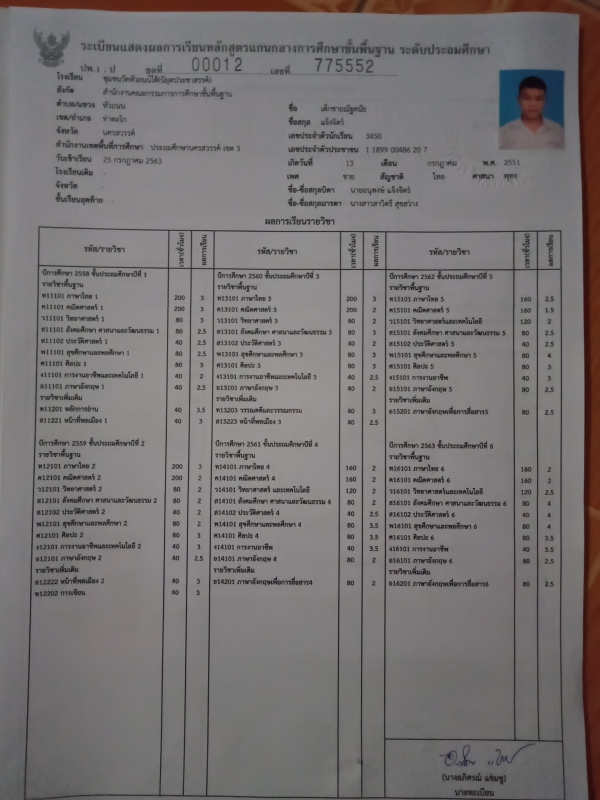 ระเบียนแสดงผลการเรียนหลักสูตรแกนกลางการศึกษาขั้นพื้นฐาน ระดับประถมศึกษา
ปพ.1 : ป ชุดที่ 00012 เลขที่ 775552
โรงเรียน ชุมชนวัดหัวถนนใต้(นิยุตประชาสรรค์)
สังกัด สำนักงานคณะกรรมการการศึกษาขั้นพื้นฐาน
ตำบล/แขวง หัวถนน
เขต/อำเภอ ท่าตะโก
จังหวัด นครสวรรค์
สำนักงานเขตพื้นที่การศึกษา ประถมศึกษานครสวรรค์ เขต 3
วันเข้าเรียน 25 กรกฎาคม 2563
โรงเรียนเดิม -
จังหวัด -
ชั้นเรียนสุดท้าย -
ชื่อ เด็กชายณัฐดนัย
ชื่อสกุล แจ้งจิตร์
เลขประจำตัวนักเรียน 3450
เลขประจำตัวประชาชน 1 1899 00486 20 7
เกิดวันที่ 13 เดือน กรกฎาคม พ.ศ. 2551
เพศ ชาย สัญชาติ ไทย ศาสนา พุทธ
ชื่อ-ชื่อสกุลบิดา นายอนุพงษ์ แจ้งจิตร์
ชื่อ-ชื่อสกุลมารดา นางสาวสาวิตรี สุขสว่าง
ผลการเรียนรายวิชา
รหัส/รายวิชา เวลา(ชั่วโมง) ผลการเรียน
ปีการศึกษา 2558 ชั้นประถมศึกษาปีที่ 1
รายวิชาพื้นฐาน
ท11101 ภาษาไทย 1 200 3
ค11101 คณิตศาสตร์ 1 200 3
ว11101 วิทยาศาสตร์ 1 80 3
ส11101 สังคมศึกษา ศาสนาและวัฒนธรรม 1 80 2.5
ส11102 ประวัติศาสตร์ 1 40 2.5
พ11101 สุขศึกษาและพลศึกษา 1 80 2.5
ศ11101 ศิลปะ 1 80 3
ง11101 การงานอาชีพและเทคโนโลยี 1 40 2
อ11101 ภาษาอังกฤษ 1 40 2.5
รายวิชาเพิ่มเติม
ท11201 หลักการอ่าน 40 3.5
ส11221 หน้าที่พลเมือง 1 40 3
ปีการศึกษา 2559 ชั้นประถมศึกษาปีที่ 2
รายวิชาพื้นฐาน
ท12101 ภาษาไทย 2 200 3
ค12101 คณิตศาสตร์ 2 200 2
ว12101 วิทยาศาสตร์ 2 80 2
ส12101 สังคมศึกษา ศาสนาและวัฒนธรรม 2 80 2
ส12102 ประวัติศาสตร์ 2 40 2
พ12101 สุขศึกษาและพลศึกษา 2 80 2
ศ12101 ศิลปะ 2 80 3
ง12101 การงานอาชีพและเทคโนโลยี 2 40 3
อ12101 ภาษาอังกฤษ 2 40 2.5
รายวิชาเพิ่มเติม
ส12222 หน้าที่พลเมือง 2 40 3
ท12202 การเขียน 40 3
รหัส/รายวิชา เวลา(ชั่วโมง) ผลการเรียน
ปีการศึกษา 2560 ชั้นประถมศึกษาปีที่ 3
รายวิชาพื้นฐาน
ท13101 ภาษาไทย 3 200 3
ค13101 คณิตศาสตร์ 3 200 2
ว13101 วิทยาศาสตร์ 3 80 2
ส13101 สังคมศึกษา ศาสนาและวัฒนธรรม 3 80 3
ส13102 ประวัติศาสตร์ 3 40 2
พ13101 สุขศึกษาและพลศึกษา 3 80 3
ศ13101 ศิลปะ 3 80 3
ง13101 การงานอาชีพและเทคโนโลยี 3 40 2.5
อ13101 ภาษาอังกฤษ 3 40 2
รายวิชาเพิ่มเติม
ท13203 วรรณคดีและวรรณกรรม 40 3
ส13223 หน้าที่พลเมือง 3 40 2.5
ปีการศึกษา 2561 ชั้นประถมศึกษาปีที่ 4
รายวิชาพื้นฐาน
ท14101 ภาษาไทย 4 160 2
ค14101 คณิตศาสตร์ 4 160 2
ว14101 วิทยาศาสตร์ และเทคโนโลยี 120 2
ส14101 สังคมศึกษา ศาสนาและวัฒนธรรม 4 80 2
ส14102 ประวัติศาสตร์ 4 40 2.5
พ14101 สุขศึกษาและพลศึกษา 4 80 3.5
ศ14101 ศิลปะ 4 80 3.5
ง14101 การงานอาชีพ 40 3.5
อ14101 ภาษาอังกฤษ 4 80 2
รายวิชาเพิ่มเติม
อ14201 ภาษาอังกฤษเพื่อการสื่อสาร4 80 2
รหัส/รายวิชา เวลา(ชั่วโมง) ผลการเรียน
ปีการศึกษา 2562 ชั้นประถมศึกษาปีที่ 5
รายวิชาพื้นฐาน
ท15101 ภาษาไทย 5 160 2.5
ค15101 คณิตศาสตร์ 5 160 1.5
ว15101 วิทยาศาสตร์และเทคโนโลยี 120 2
ส15101 สังคมศึกษา ศาสนาและวัฒนธรรม 5 80 2.5
ส15102 ประวัติศาสตร์ 5 40 2.5
พ15101 สุขศึกษาและพลศึกษา 5 80 4
ศ15101 ศิลปะ 5 80 3
ง15101 การงานอาชีพ 40 3
อ15101 ภาษาอังกฤษ 5 80 2.5
รายวิชาเพิ่มเติม
อ15201 ภาษาอังกฤษเพื่อการสื่อสาร5 80 2.5
ปีการศึกษา 2563 ชั้นประถมศึกษาปีที่ 6
รายวิชาพื้นฐาน
ท16101 ภาษาไทย 6 160 2
ค16101 คณิตศาสตร์ 6 160 2
ว16101 วิทยาศาสตร์และเทคโนโลยี 120 2.5
ส16101 สังคมศึกษา ศาสนาและวัฒนธรรม 6 80 4
ส16102 ประวัติศาสตร์ 6 40 4
พ16101 สุขศึกษาและพลศึกษา 6 80 4
ศ16101 ศิลปะ 6 80 3.5
ง16101 การงานอาชีพ 40 3.5
อ16101 ภาษาอังกฤษ 6 80 2.5
รายวิชาเพิ่มเติม
อ16201 ภาษาอังกฤษเพื่อการสื่อสาร6 80 2.5
(นางอภิศรณ์ แซ่มชู)
นายทะเบียน